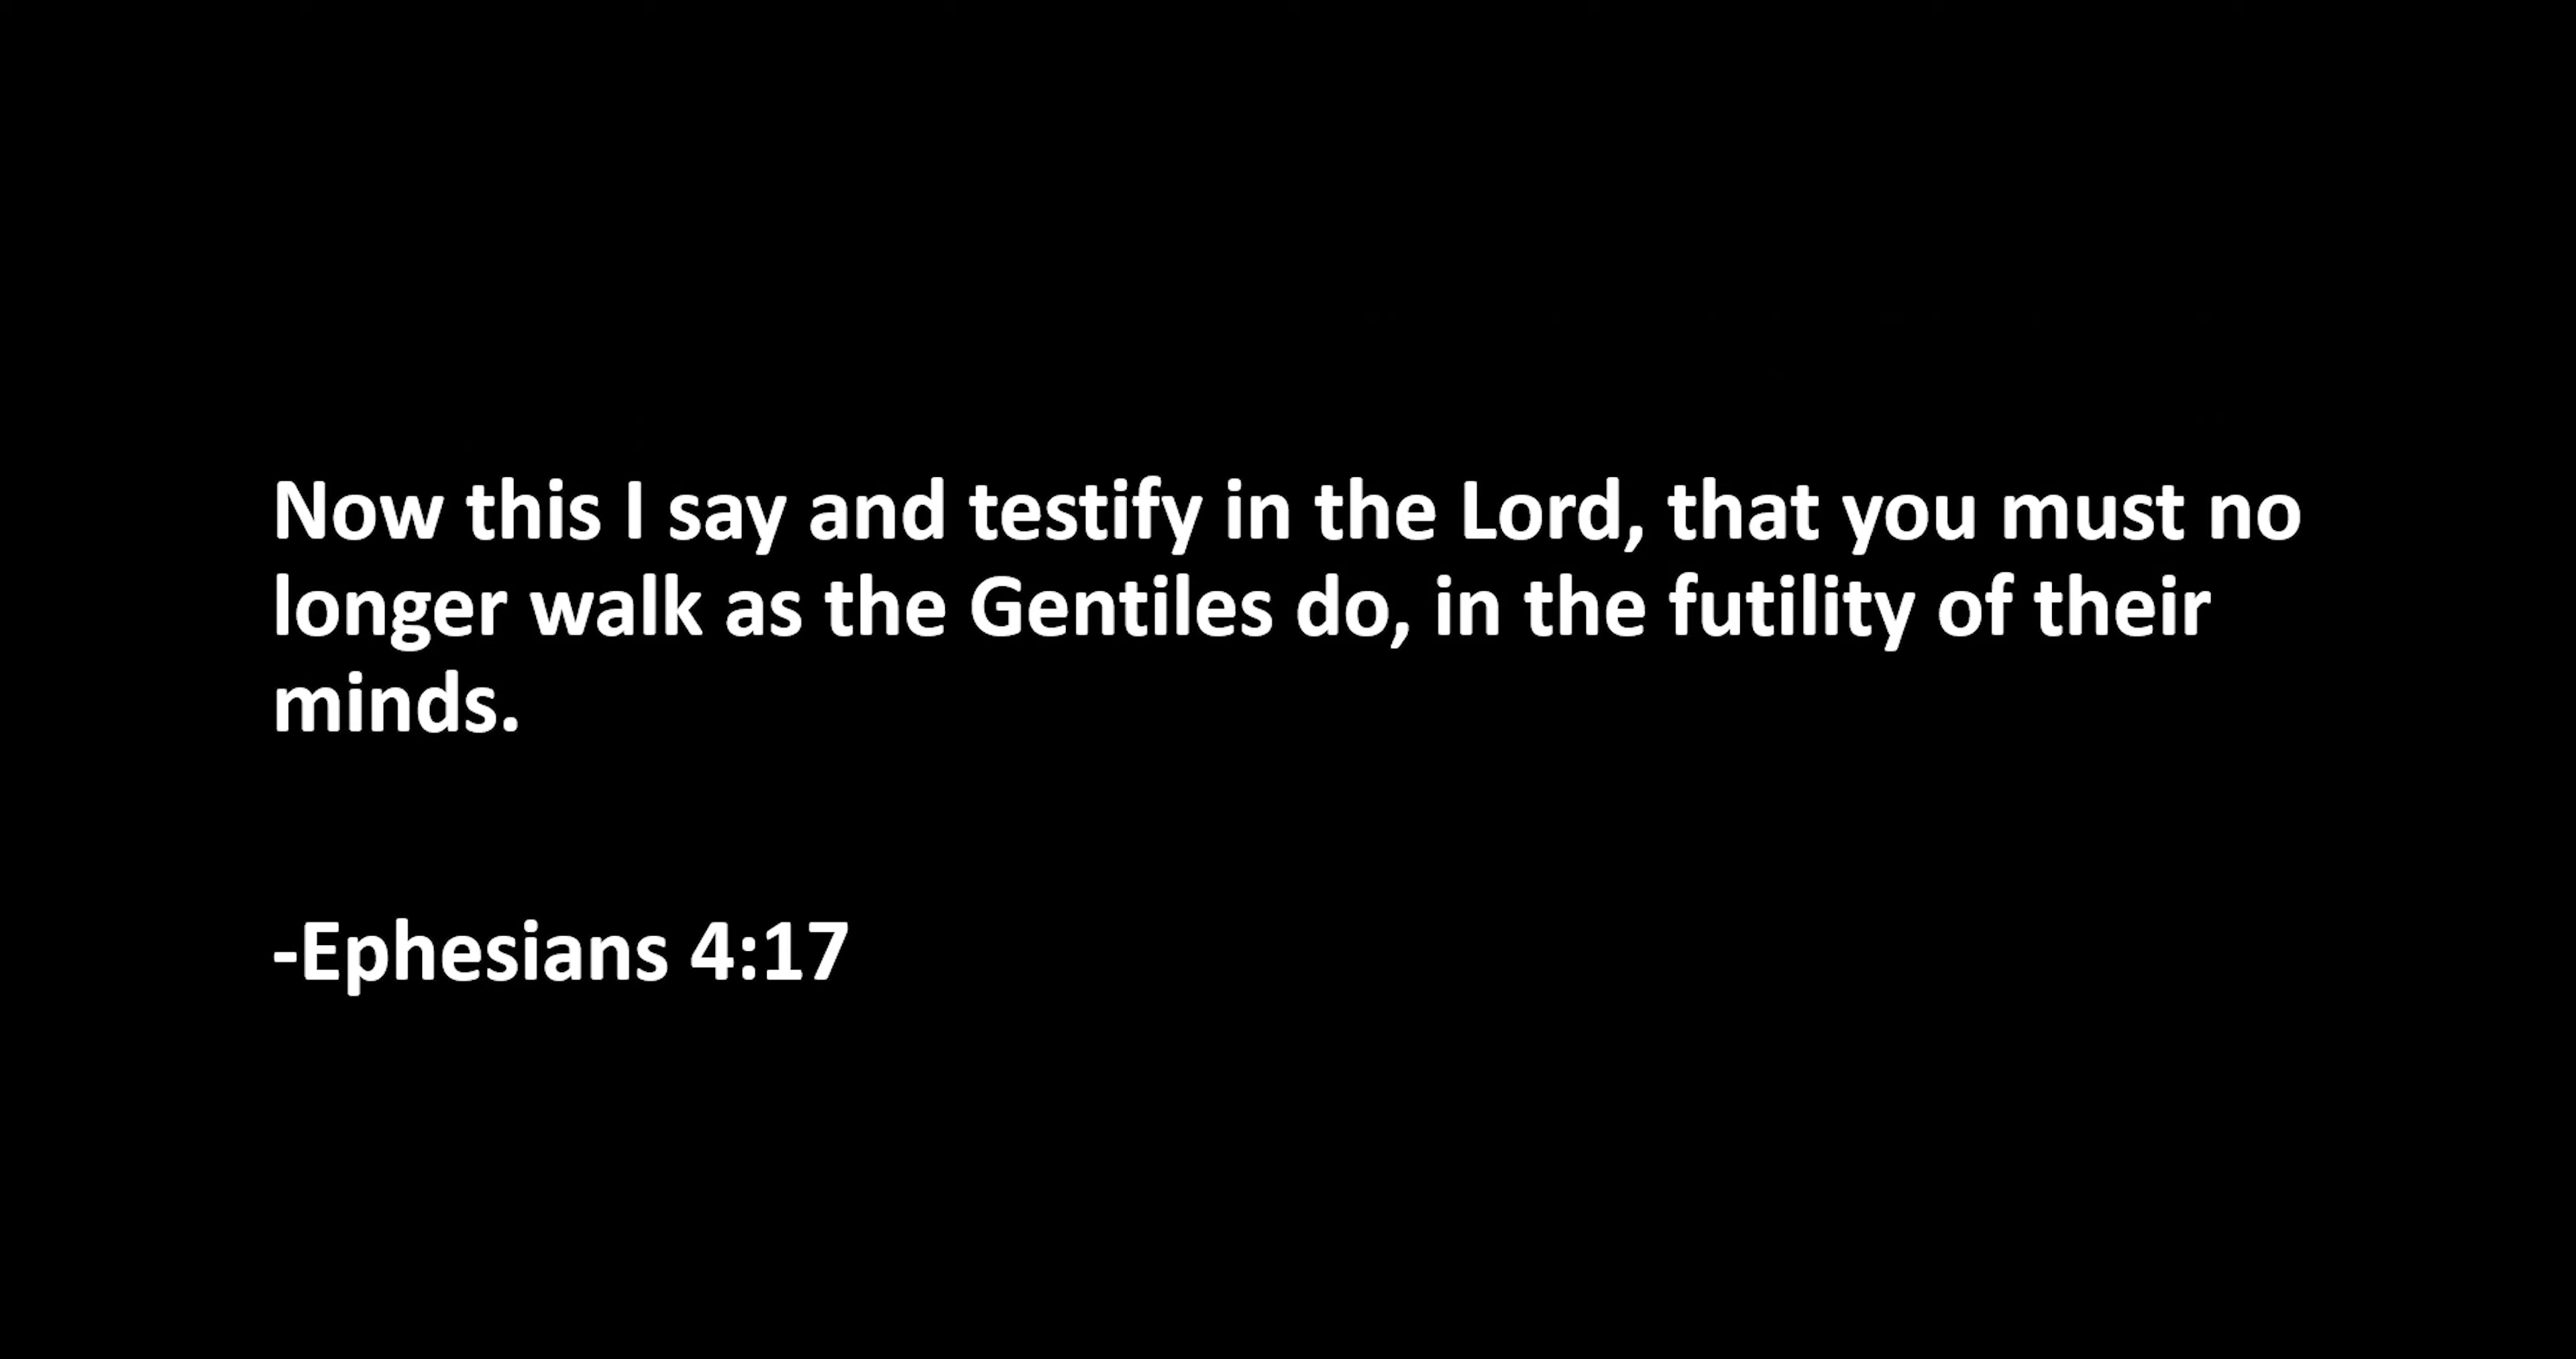 Now this I say and testify in the Lord, that you must no
longer walk as the Gentiles do, in the futility of their
minds.
-Ephesians 4:17